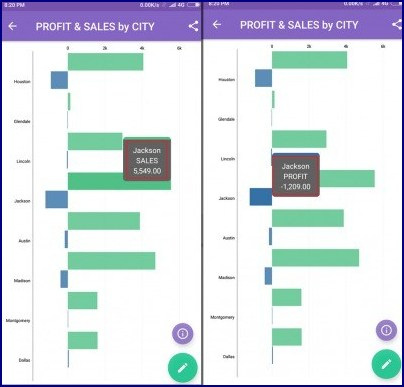 8:20 PM 0.00K/s 4G
PROFIT & SALES by CITY
0 2k 4k 6k
Houston
Glendale
Lincoln
Jackson
SALES
5,549.00
Jackson
Austin
Madison
Montgomery
Dallas
8:20 PM 0.00K/s 4G
PROFIT & SALES by CITY
0 2k 4k 6k
Houston
Glendale
Lincoln
Jackson
PROFIT
-1,209.00
Jackson
Austin
Madison
Montgomery
Dallas